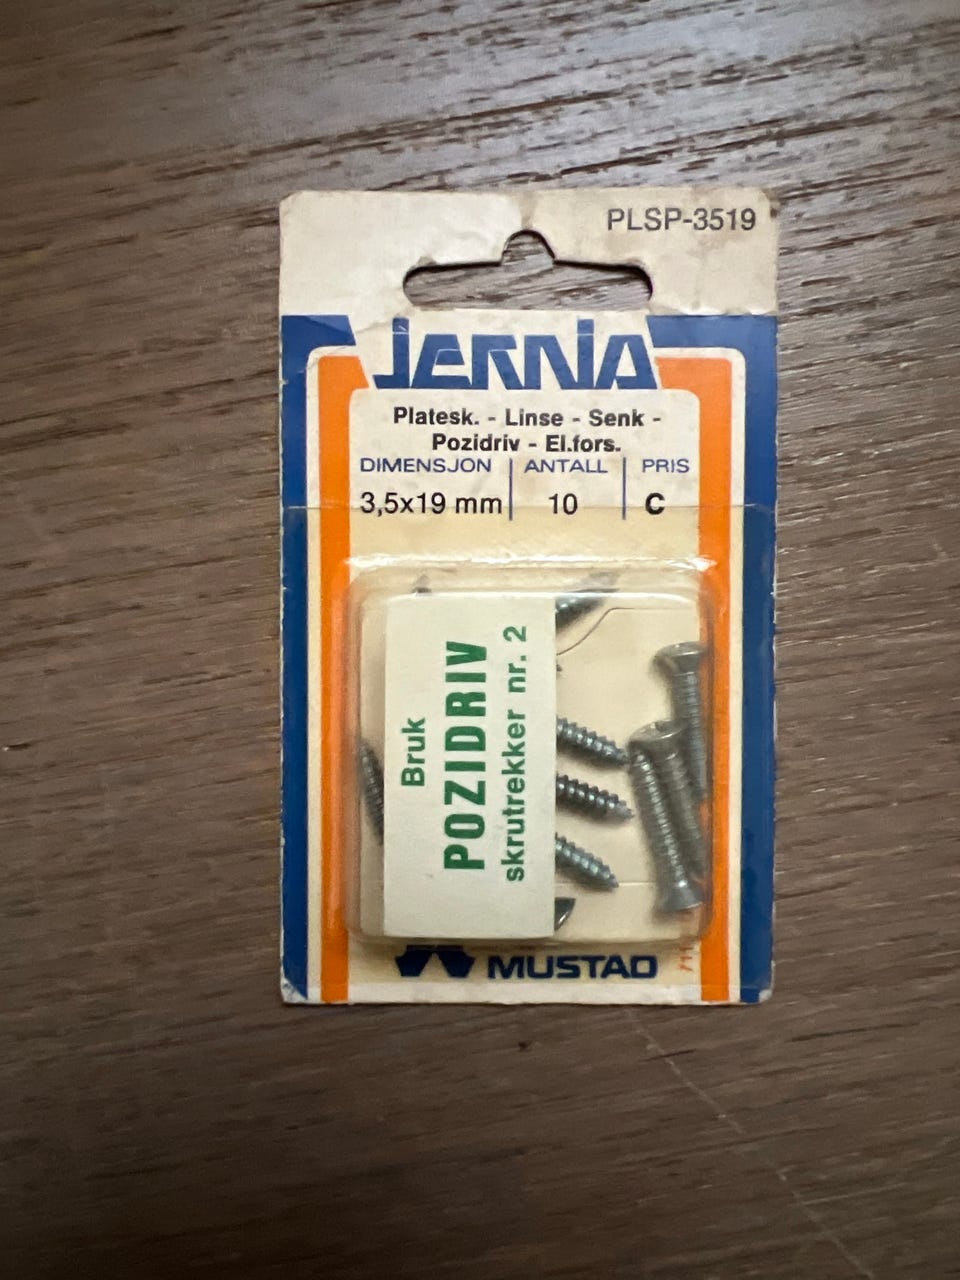 PLSP-3519
JERNIA
Platesk. - Linse - Senk -
Pozidriv - El.fors.
DIMENSJON ANTALL PRIS
3,5x19 mm 10 C
Bruk
POZIDRIV
skrutrekker nr. 2
MUSTAD